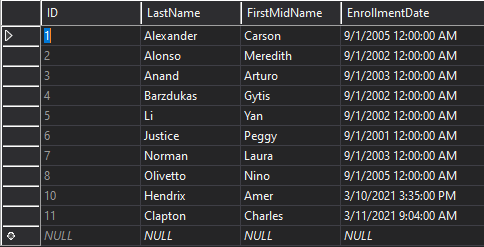 ID LastName FirstMidName EnrollmentDate
1 Alexander Carson 9/1/2005 12:00:00 AM
2 Alonso Meredith 9/1/2002 12:00:00 AM
3 Anand Arturo 9/1/2003 12:00:00 AM
4 Barzdukas Gytis 9/1/2002 12:00:00 AM
5 Li Yan 9/1/2002 12:00:00 AM
6 Justice Peggy 9/1/2001 12:00:00 AM
7 Norman Laura 9/1/2003 12:00:00 AM
8 Olivetto Nino 9/1/2005 12:00:00 AM
10 Hendrix Amer 3/10/2021 3:35:00 PM
11 Clapton Charles 3/11/2021 9:04:00 AM
NULL NULL NULL NULL